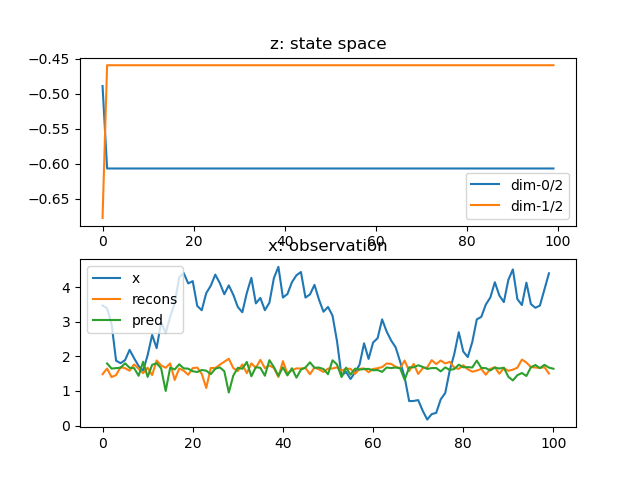 z: state space
−0.45
−0.50
−0.55
−0.60
−0.65
dim-0/2
dim-1/2
0 20 40 60 80 100
x: observation
4
3
2
1
0
x
recons
pred
0 20 40 60 80 100